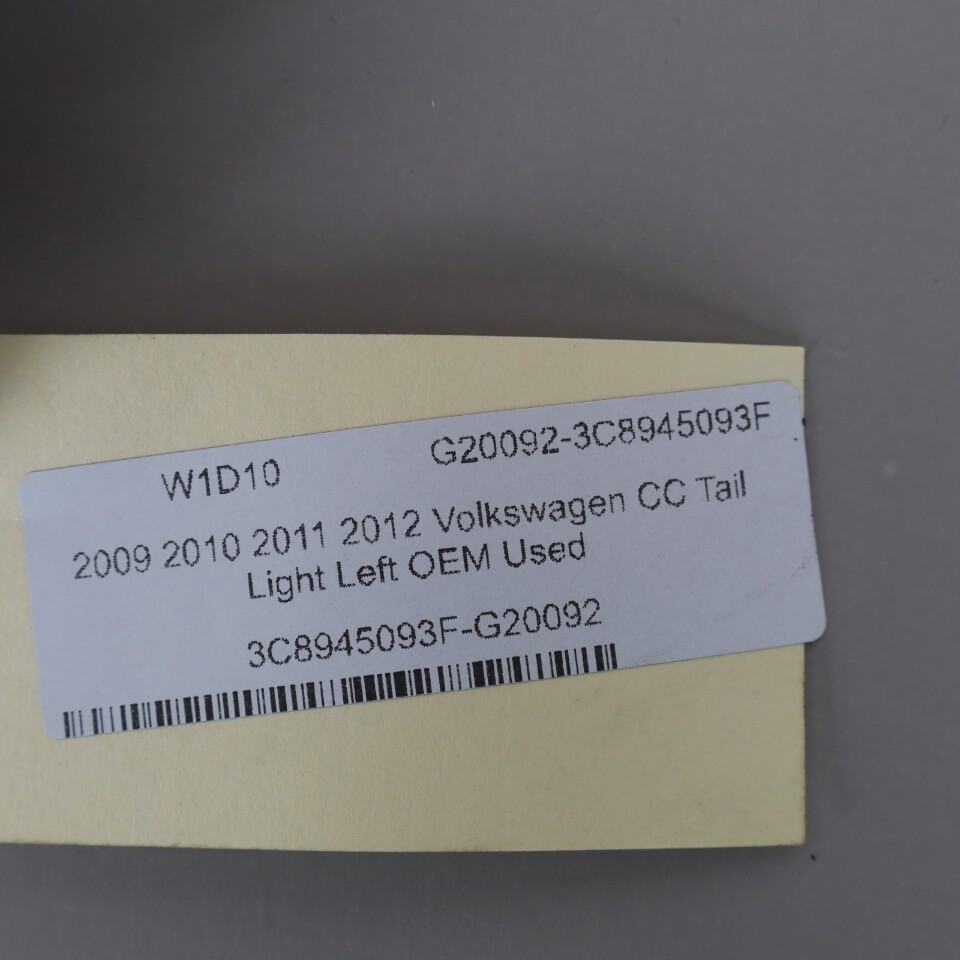 W1D10 G20092-3C8945093F
2009 2010 2011 2012 Volkswagen CC Tail
Light Left OEM Used
3C8945093F-G20092